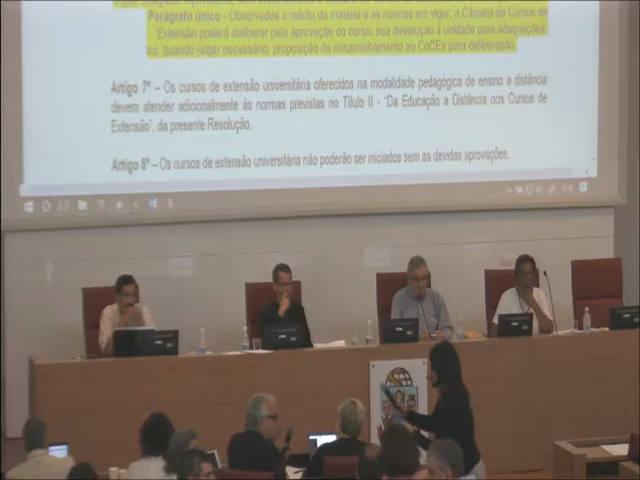 Parágrafo único - Observados o mérito da matéria e as normas em vigor, a Câmara de Cursos de
Extensão poderá deliberar pela aprovação do curso, sua devolução à unidade para adequações,
ou, quando julgar necessário, proposição de encaminhamento ao CoCEx para deliberação.
Artigo 7º – Os cursos de extensão universitária oferecidos na modalidade pedagógica de ensino a distância
devem atender adicionalmente às normas previstas no Título II - “Da Educação a Distância nos Cursos de
Extensão”, da presente Resolução.
Artigo 8º – Os cursos de extensão universitária não poderão ser iniciados sem as devidas aprovações.